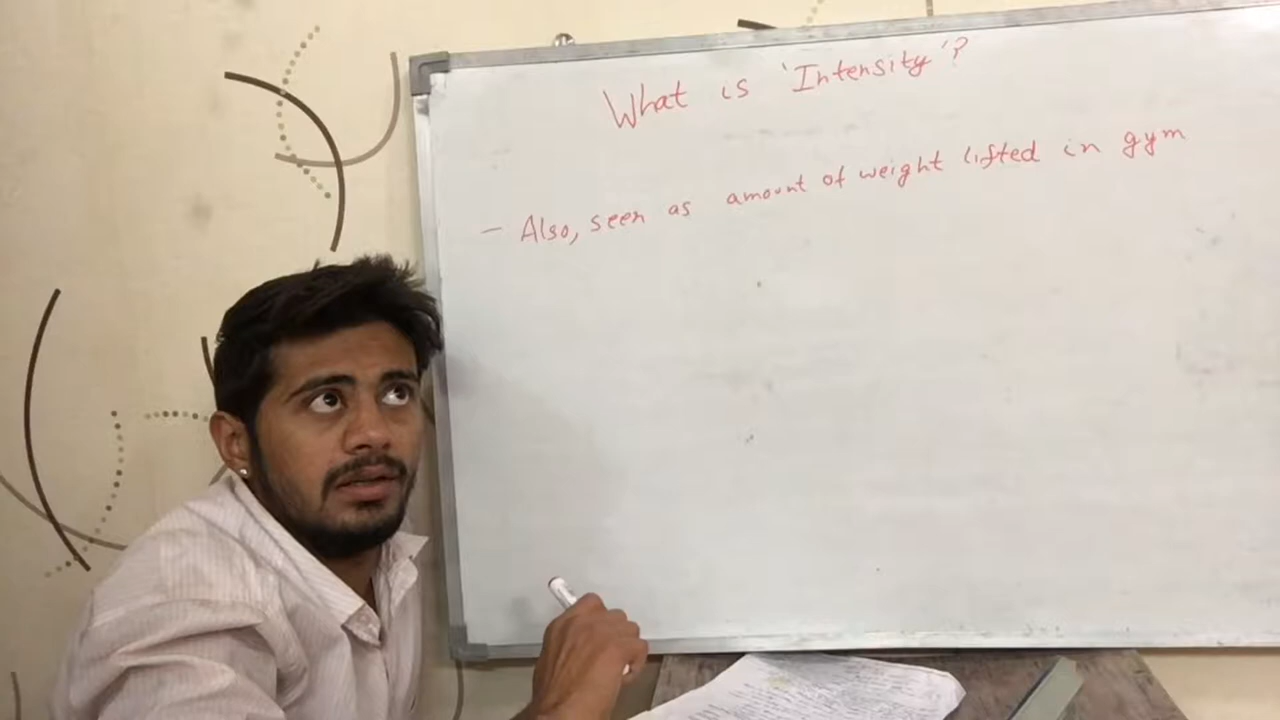 What is 'Intensity'?
- Also, seen as amount of weight lifted in gym